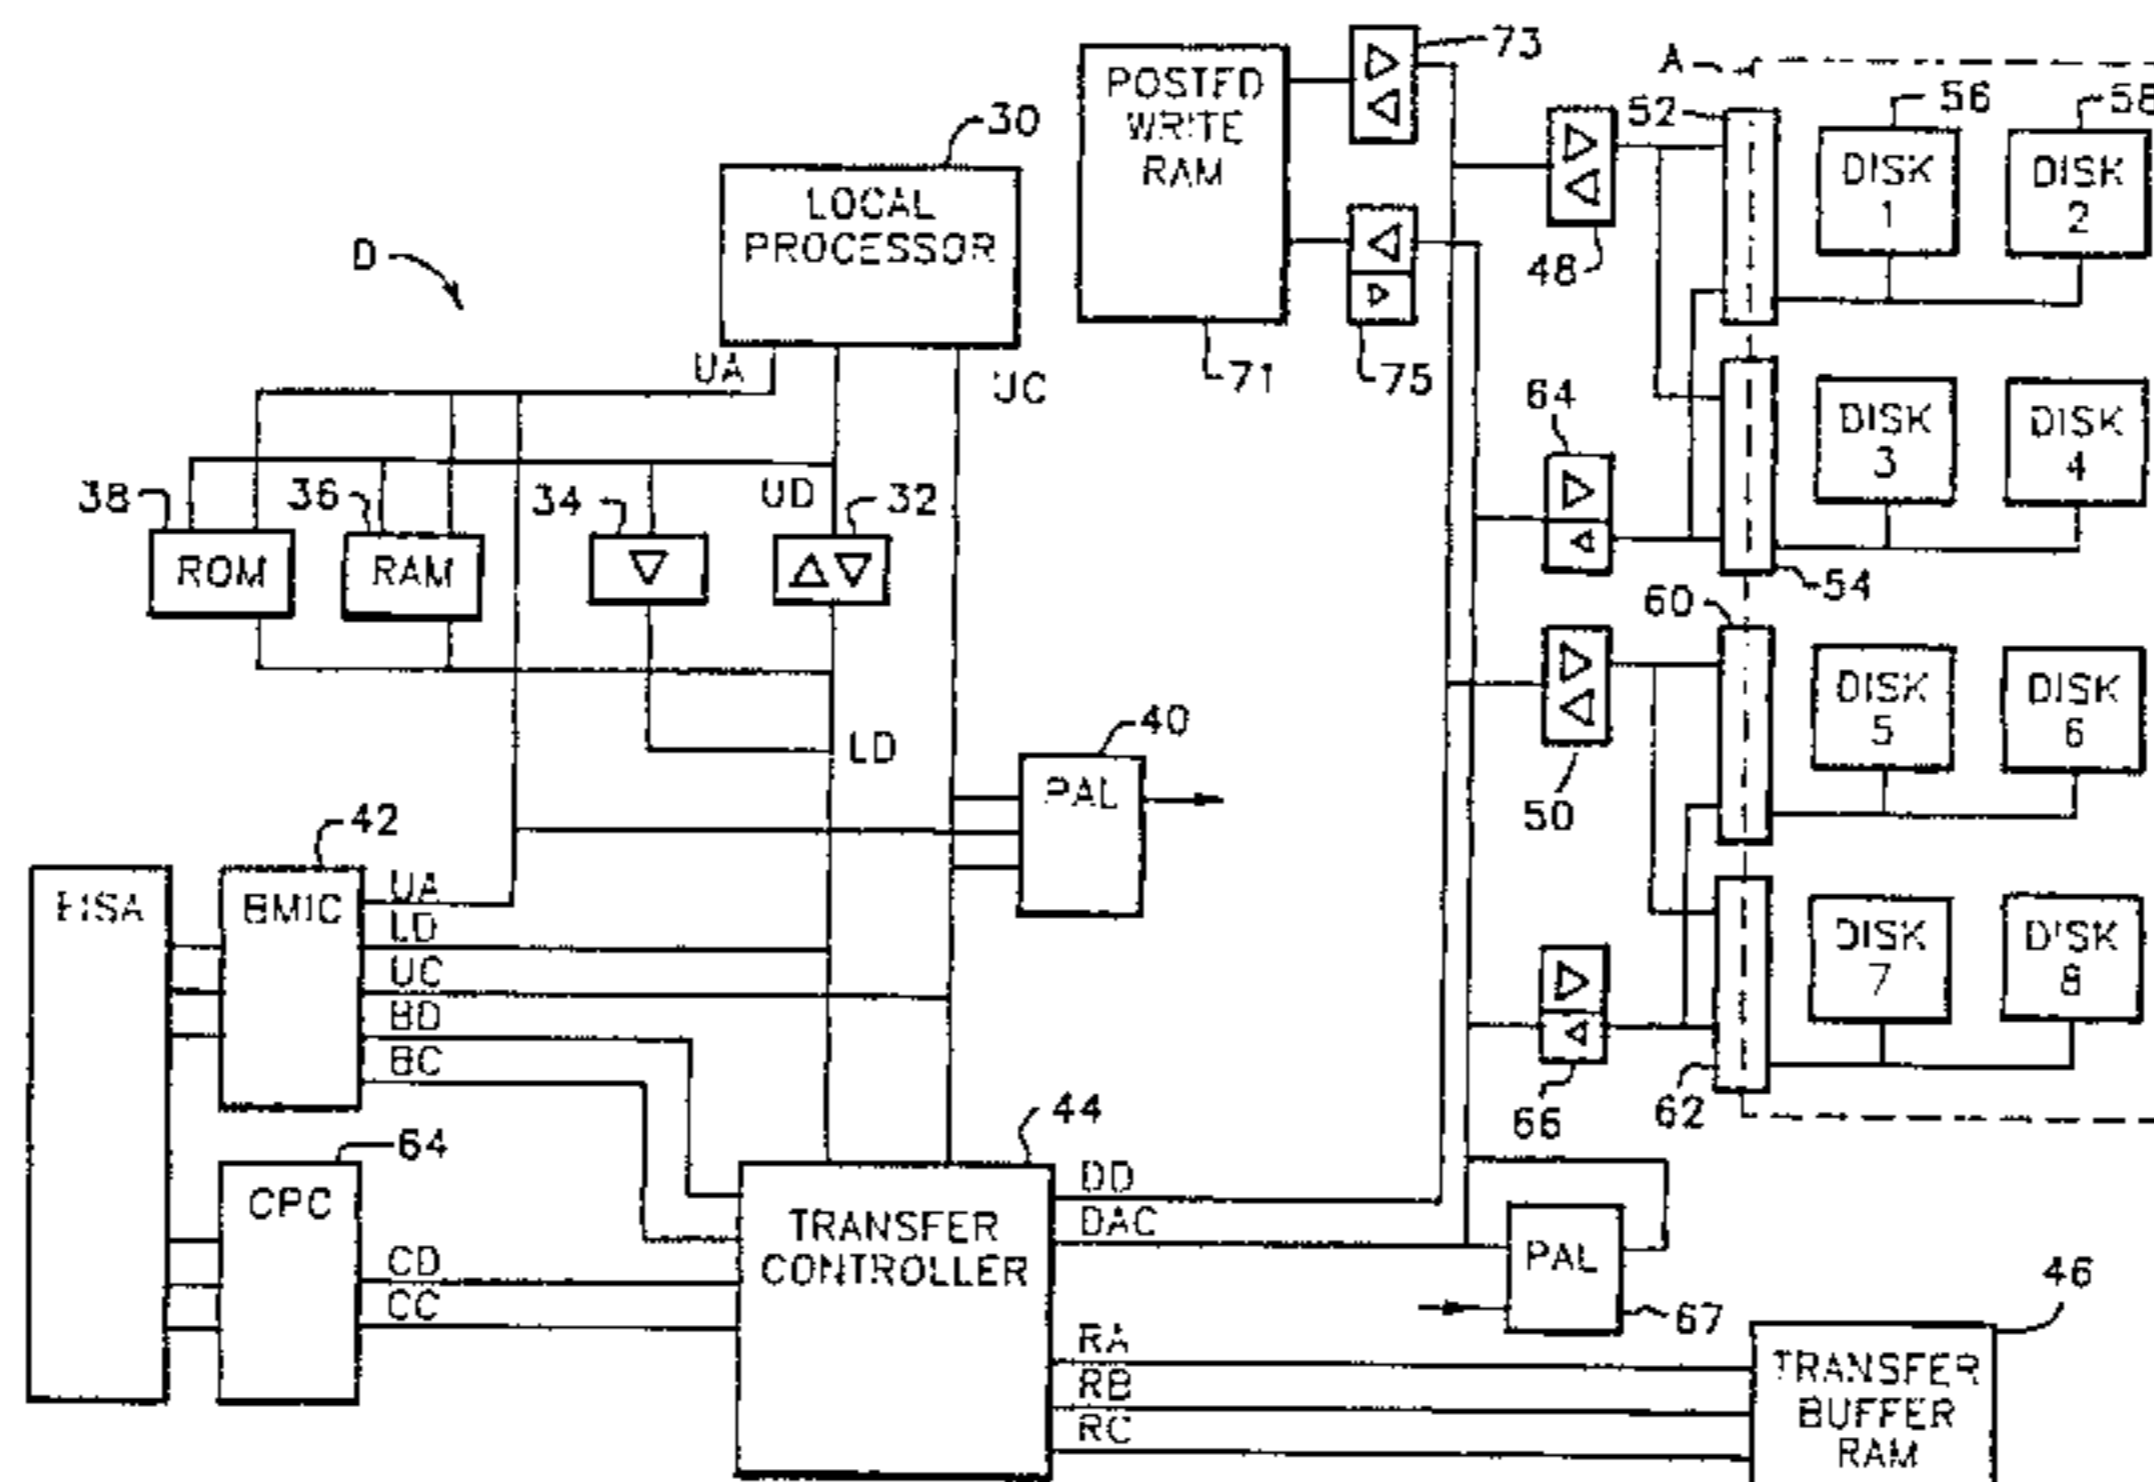 73
A
POSTED
WRITE
RAM
52
56
58
30
DISK
1
DISK
2
LOCAL
PROCESSOR
D
48
UA
UC
71
75
64
DISK
3
DISK
4
38
36
34
UD
32
ROM
RAM
54
60
DISK
5
DISK
6
40
LD
PAL
50
42
EISA
BMIC
UA
LD
UC
BD
BC
DISK
7
DISK
8
62
66
44
64
CPC
DD
DAC
TRANSFER
CONTROLLER
PAL
CD
CC
46
67
RA
RB
RC
TRANSFER
BUFFER
RAM